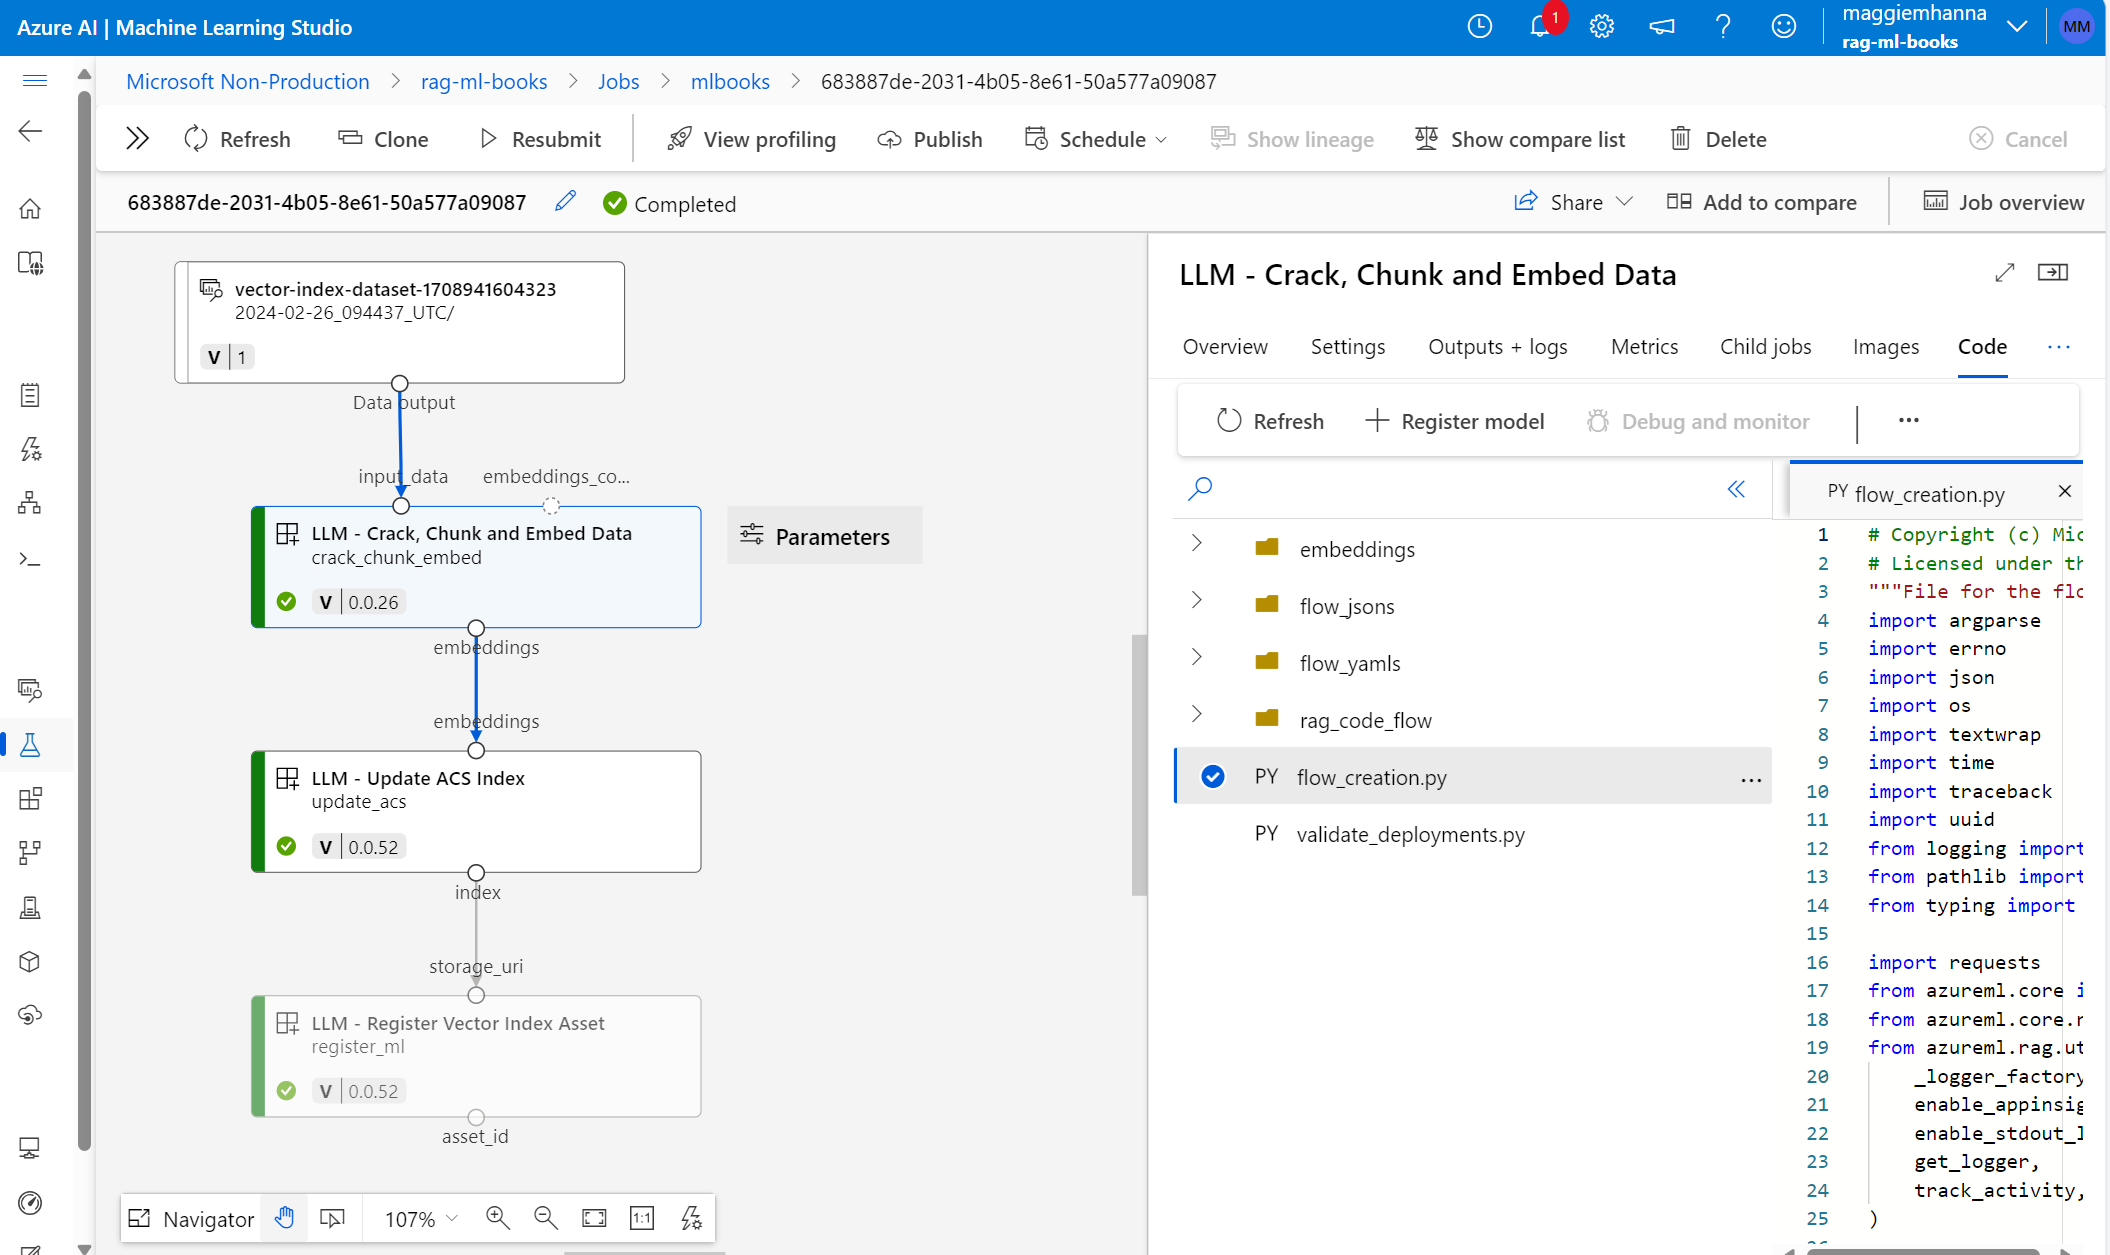 Azure AI | Machine Learning Studio
1
maggiemhanna
rag-ml-books
MM
Microsoft Non-Production > rag-ml-books > Jobs > mlbooks > 683887de-2031-4b05-8e61-50a577a09087
Refresh Clone Resubmit View profiling Publish Schedule Show lineage Show compare list Delete Cancel
683887de-2031-4b05-8e61-50a577a09087 Completed Share Add to compare Job overview
vector-index-dataset-1708941604323
2024-02-26_094437_UTC/
V 1
Data output
input_data embeddings_co...
LLM - Crack, Chunk and Embed Data
crack_chunk_embed
V 0.0.26
Parameters
embeddings
embeddings
LLM - Update ACS Index
update_acs
V 0.0.52
index
storage_uri
LLM - Register Vector Index Asset
register_ml
V 0.0.52
asset_id
Navigator 107% 1:1
LLM - Crack, Chunk and Embed Data
Overview Settings Outputs + logs Metrics Child jobs Images Code ...
Refresh Register model Debug and monitor ...
embeddings
flow_jsons
flow_yamls
rag_code_flow
PY flow_creation.py ...
PY validate_deployments.py
PY flow_creation.py
1 # Copyright (c) Mic
2 # Licensed under th
3 """File for the flo
4 import argparse
5 import errno
6 import json
7 import os
8 import textwrap
9 import time
10 import traceback
11 import uuid
12 from logging import
13 from pathlib import
14 from typing import
15
16 import requests
17 from azureml.core i
18 from azureml.core.r
19 from azureml.rag.ut
20 _logger_factory
21 enable_appinsig
22 enable_stdout_l
23 get_logger,
24 track_activity,
25 )